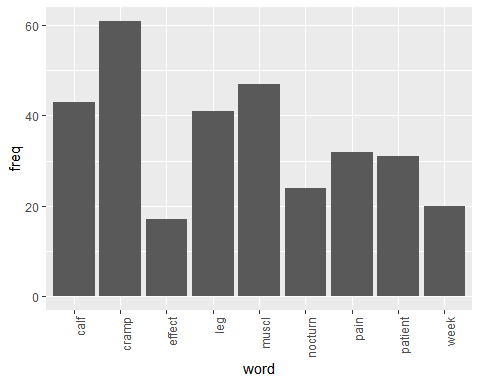 60
40
20
0
freq
calf
cramp
effect
leg
muscl
nocturn
pain
patient
week
word